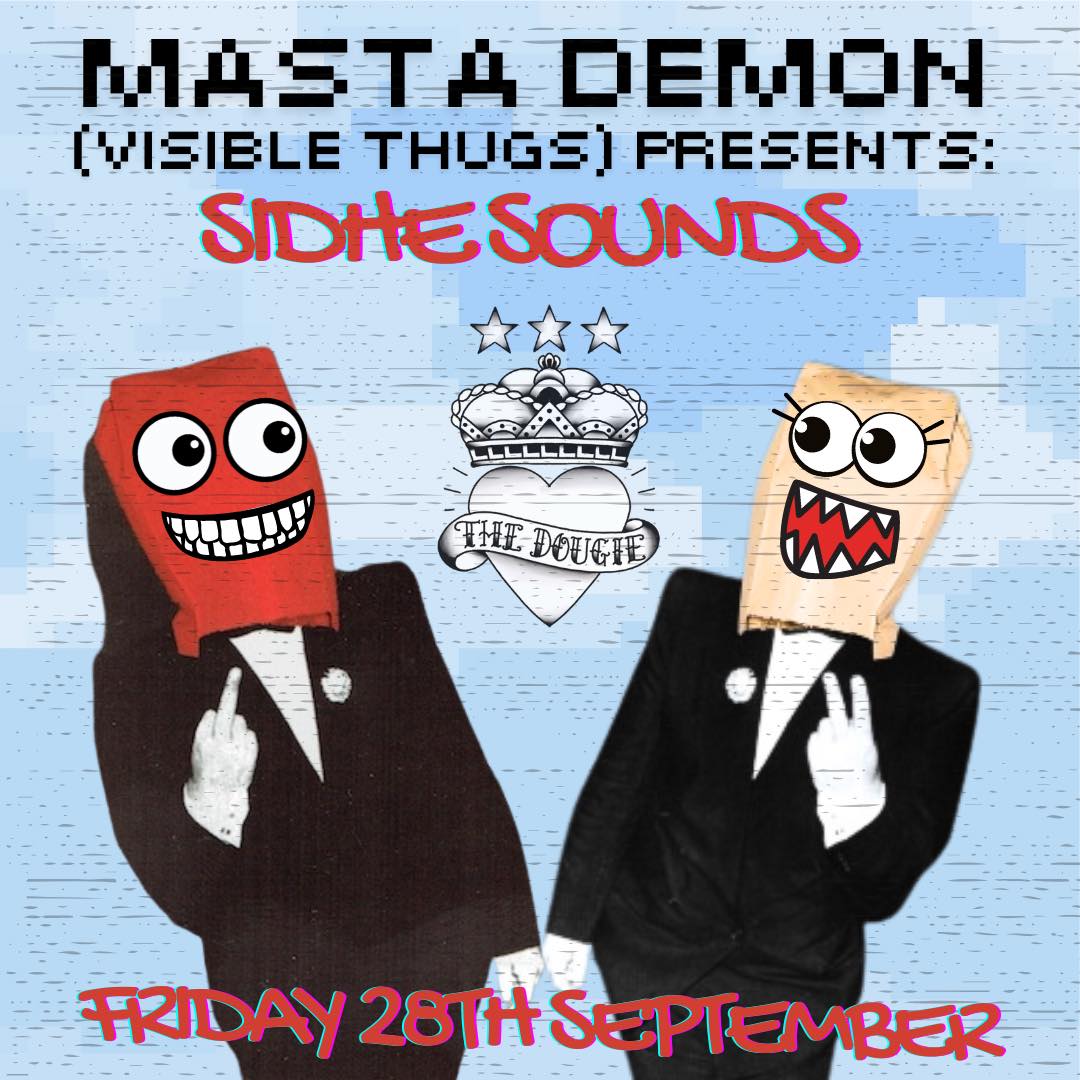 MASTA DEMON
(VISIBLE THUGS) PRESENTS:
SIDHE SOUNDS
THE DOUGIE
FRIDAY 28TH SEPTEMBER